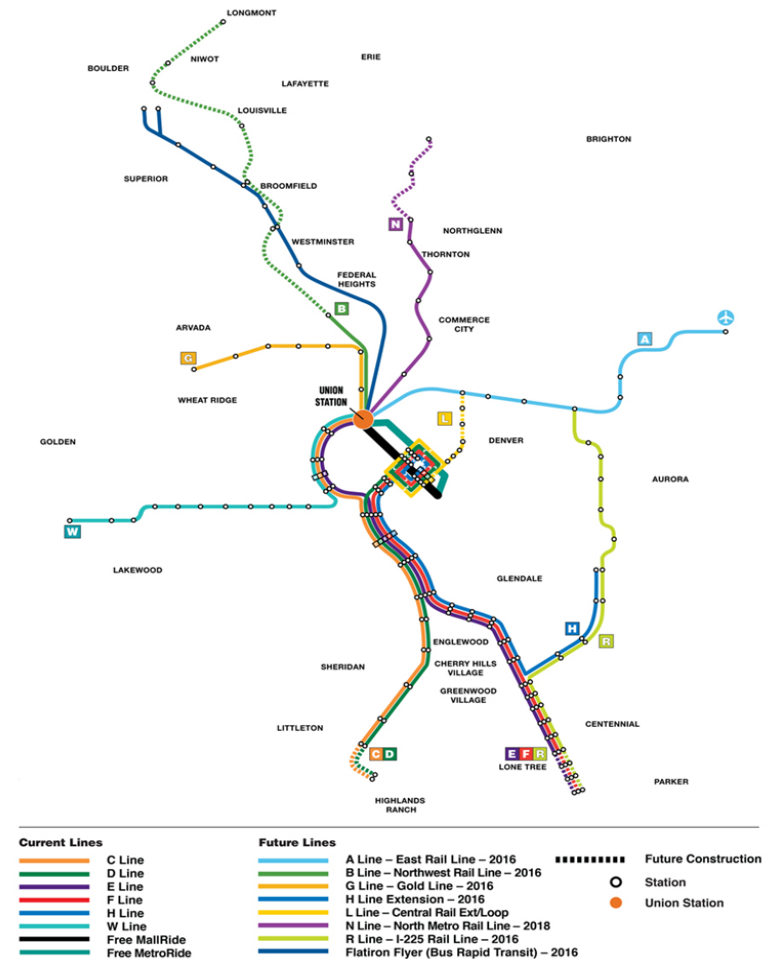 LONGMONT
NIWOT
ERIE
BOULDER
LAFAYETTE
LOUISVILLE
BRIGHTON
SUPERIOR
BROOMFIELD
N
NORTHGLENN
WESTMINSTER
THORNTON
FEDERAL
HEIGHTS
B
COMMERCE
CITY
ARVADA
A
G
UNION
STATION
WHEAT RIDGE
L
GOLDEN
DENVER
AURORA
W
LAKEWOOD
GLENDALE
H
R
ENGLEWOOD
SHERIDAN
CHERRY HILLS
VILLAGE
GREENWOOD
VILLAGE
LITTLETON
CENTENNIAL
C D
E F R
LONE TREE
PARKER
HIGHLANDS
RANCH
Current Lines
C Line
D Line
E Line
F Line
H Line
W Line
Free MallRide
Free MetroRide
Future Lines
A Line – East Rail Line – 2016
B Line – Northwest Rail Line – 2016
G Line – Gold Line – 2016
H Line Extension – 2016
L Line – Central Rail Ext/Loop
N Line – North Metro Rail Line – 2018
R Line – I-225 Rail Line – 2016
Flatiron Flyer (Bus Rapid Transit) – 2016
Future Construction
Station
Union Station